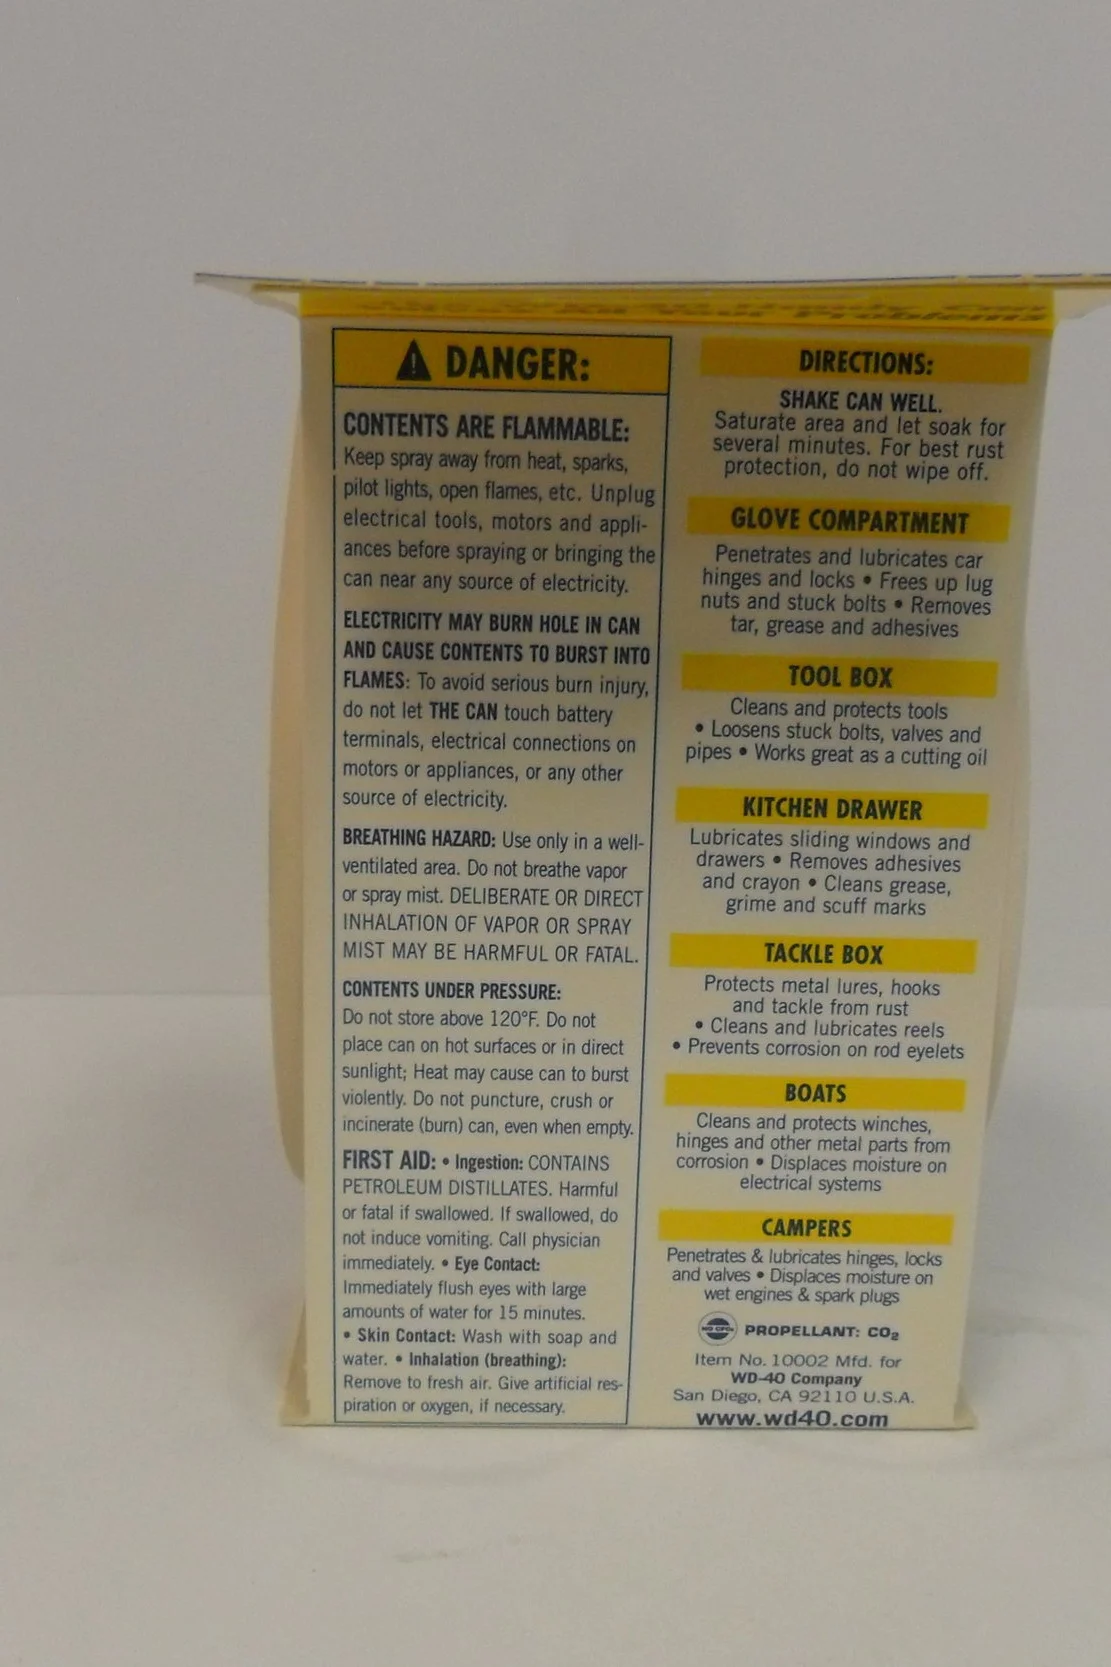 DANGER:
CONTENTS ARE FLAMMABLE:
Keep spray away from heat, sparks,
pilot lights, open flames, etc. Unplug
electrical tools, motors and appli-
ances before spraying or bringing the
can near any source of electricity.
ELECTRICITY MAY BURN HOLE IN CAN
AND CAUSE CONTENTS TO BURST INTO
FLAMES: To avoid serious burn injury,
do not let THE CAN touch battery
terminals, electrical connections on
motors or appliances, or any other
source of electricity.
BREATHING HAZARD: Use only in a well-
ventilated area. Do not breathe vapor
or spray mist. DELIBERATE OR DIRECT
INHALATION OF VAPOR OR SPRAY
MIST MAY BE HARMFUL OR FATAL.
CONTENTS UNDER PRESSURE:
Do not store above 120°F. Do not
place can on hot surfaces or in direct
sunlight; Heat may cause can to burst
violently. Do not puncture, crush or
incinerate (burn) can, even when empty.
FIRST AID: • Ingestion: CONTAINS
PETROLEUM DISTILLATES. Harmful
or fatal if swallowed. If swallowed, do
not induce vomiting. Call physician
immediately. • Eye Contact:
Immediately flush eyes with large
amounts of water for 15 minutes.
• Skin Contact: Wash with soap and
water. • Inhalation (breathing):
Remove to fresh air. Give artificial res-
piration or oxygen, if necessary.
DIRECTIONS:
SHAKE CAN WELL.
Saturate area and let soak for
several minutes. For best rust
protection, do not wipe off.
GLOVE COMPARTMENT
Penetrates and lubricates car
hinges and locks • Frees up lug
nuts and stuck bolts • Removes
tar, grease and adhesives
TOOL BOX
Cleans and protects tools
• Loosens stuck bolts, valves and
pipes • Works great as a cutting oil
KITCHEN DRAWER
Lubricates sliding windows and
drawers • Removes adhesives
and crayon • Cleans grease,
grime and scuff marks
TACKLE BOX
Protects metal lures, hooks
and tackle from rust
• Cleans and lubricates reels
• Prevents corrosion on rod eyelets
BOATS
Cleans and protects winches,
hinges and other metal parts from
corrosion • Displaces moisture on
electrical systems
CAMPERS
Penetrates & lubricates hinges, locks
and valves • Displaces moisture on
wet engines & spark plugs
NO CFCs PROPELLANT: CO₂
Item No. 10002 Mfd. for
WD-40 Company
San Diego, CA 92110 U.S.A.
www.wd40.com